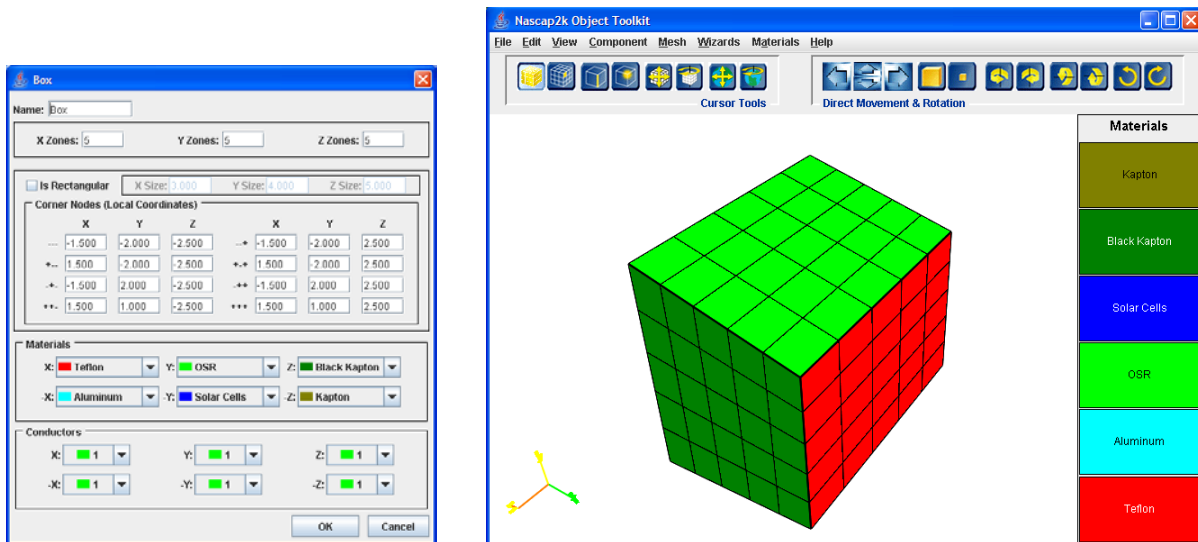 Box
Name: Box
X Zones: 5 Y Zones: 5 Z Zones: 5
Is Rectangular X Size: 3.000 Y Size: 4.000 Z Size: 5.000
Corner Nodes (Local Coordinates)
X Y Z X Y Z
--- -1.500 -2.000 -2.500 --+ -1.500 -2.000 2.500
+-- 1.500 -2.000 -2.500 +-+ 1.500 -2.000 2.500
-+- -1.500 2.000 -2.500 -++ -1.500 2.000 2.500
++- 1.500 1.000 -2.500 +++ 1.500 1.000 2.500
Materials
X: Teflon Y: OSR Z: Black Kapton
-X: Aluminum -Y: Solar Cells -Z: Kapton
Conductors
X: 1 Y: 1 Z: 1
-X: 1 -Y: 1 -Z: 1
OK Cancel
Nascap2k Object Toolkit
File Edit View Component Mesh Wizards Materials Help
Cursor Tools Direct Movement & Rotation
Materials
Kapton
Black Kapton
Solar Cells
OSR
Aluminum
Teflon